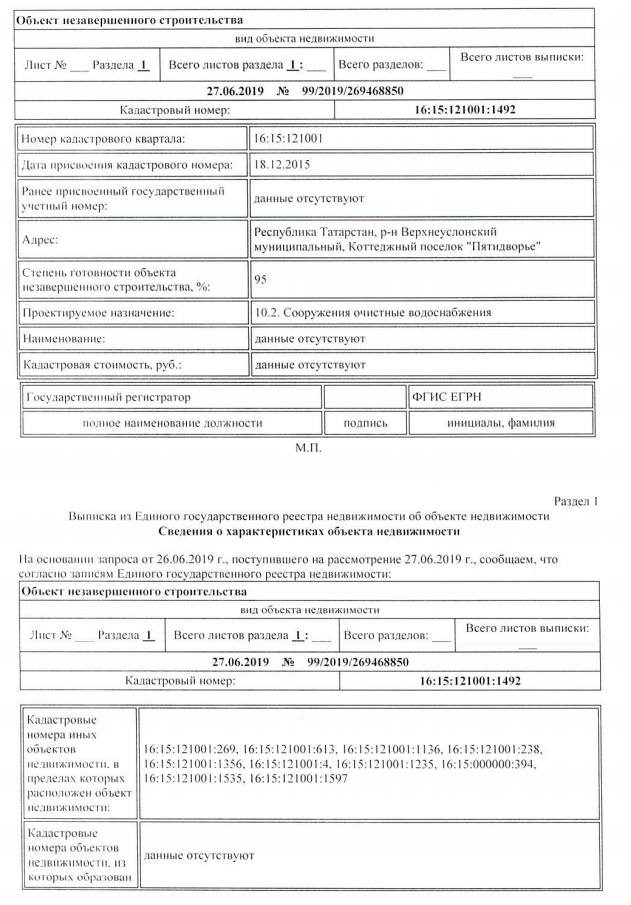 Объект незавершенного строительства
вид объекта недвижимости
Лист № ___ Раздела 1 Всего листов раздела 1 : ___ Всего разделов: ___ Всего листов выписки: ___
27.06.2019 № 99/2019/269468850
Кадастровый номер: 16:15:121001:1492
Номер кадастрового квартала: 16:15:121001
Дата присвоения кадастрового номера: 18.12.2015
Ранее присвоенный государственный
учетный номер: данные отсутствуют
Адрес: Республика Татарстан, р-н Верхнеуслонский
муниципальный, Коттеджный поселок "Пятидворье"
Степень готовности объекта
незавершенного строительства, %: 95
Проектируемое назначение: 10.2. Сооружения очистные водоснабжения
Наименование: данные отсутствуют
Кадастровая стоимость, руб.: данные отсутствуют
Государственный регистратор ФГИС ЕГРН
полное наименование должности подпись инициалы, фамилия
М.П.
Раздел 1
Выписка из Единого государственного реестра недвижимости об объекте недвижимости
Сведения о характеристиках объекта недвижимости
На основании запроса от 26.06.2019 г., поступившего на рассмотрение 27.06.2019 г., сообщаем, что
согласно записям Единого государственного реестра недвижимости:
Объект незавершенного строительства
вид объекта недвижимости
Лист № ___ Раздела 1 Всего листов раздела 1 : ___ Всего разделов: ___ Всего листов выписки: ___
27.06.2019 № 99/2019/269468850
Кадастровый номер: 16:15:121001:1492
Кадастровые
номера иных
объектов
недвижимости, в
пределах которых
расположен объект
недвижимости:
16:15:121001:269, 16:15:121001:613, 16:15:121001:1136, 16:15:121001:238,
16:15:121001:1356, 16:15:121001:4, 16:15:121001:1235, 16:15:000000:394,
16:15:121001:1535, 16:15:121001:1597
Кадастровые
номера объектов
недвижимости, из
которых образован
данные отсутствуют